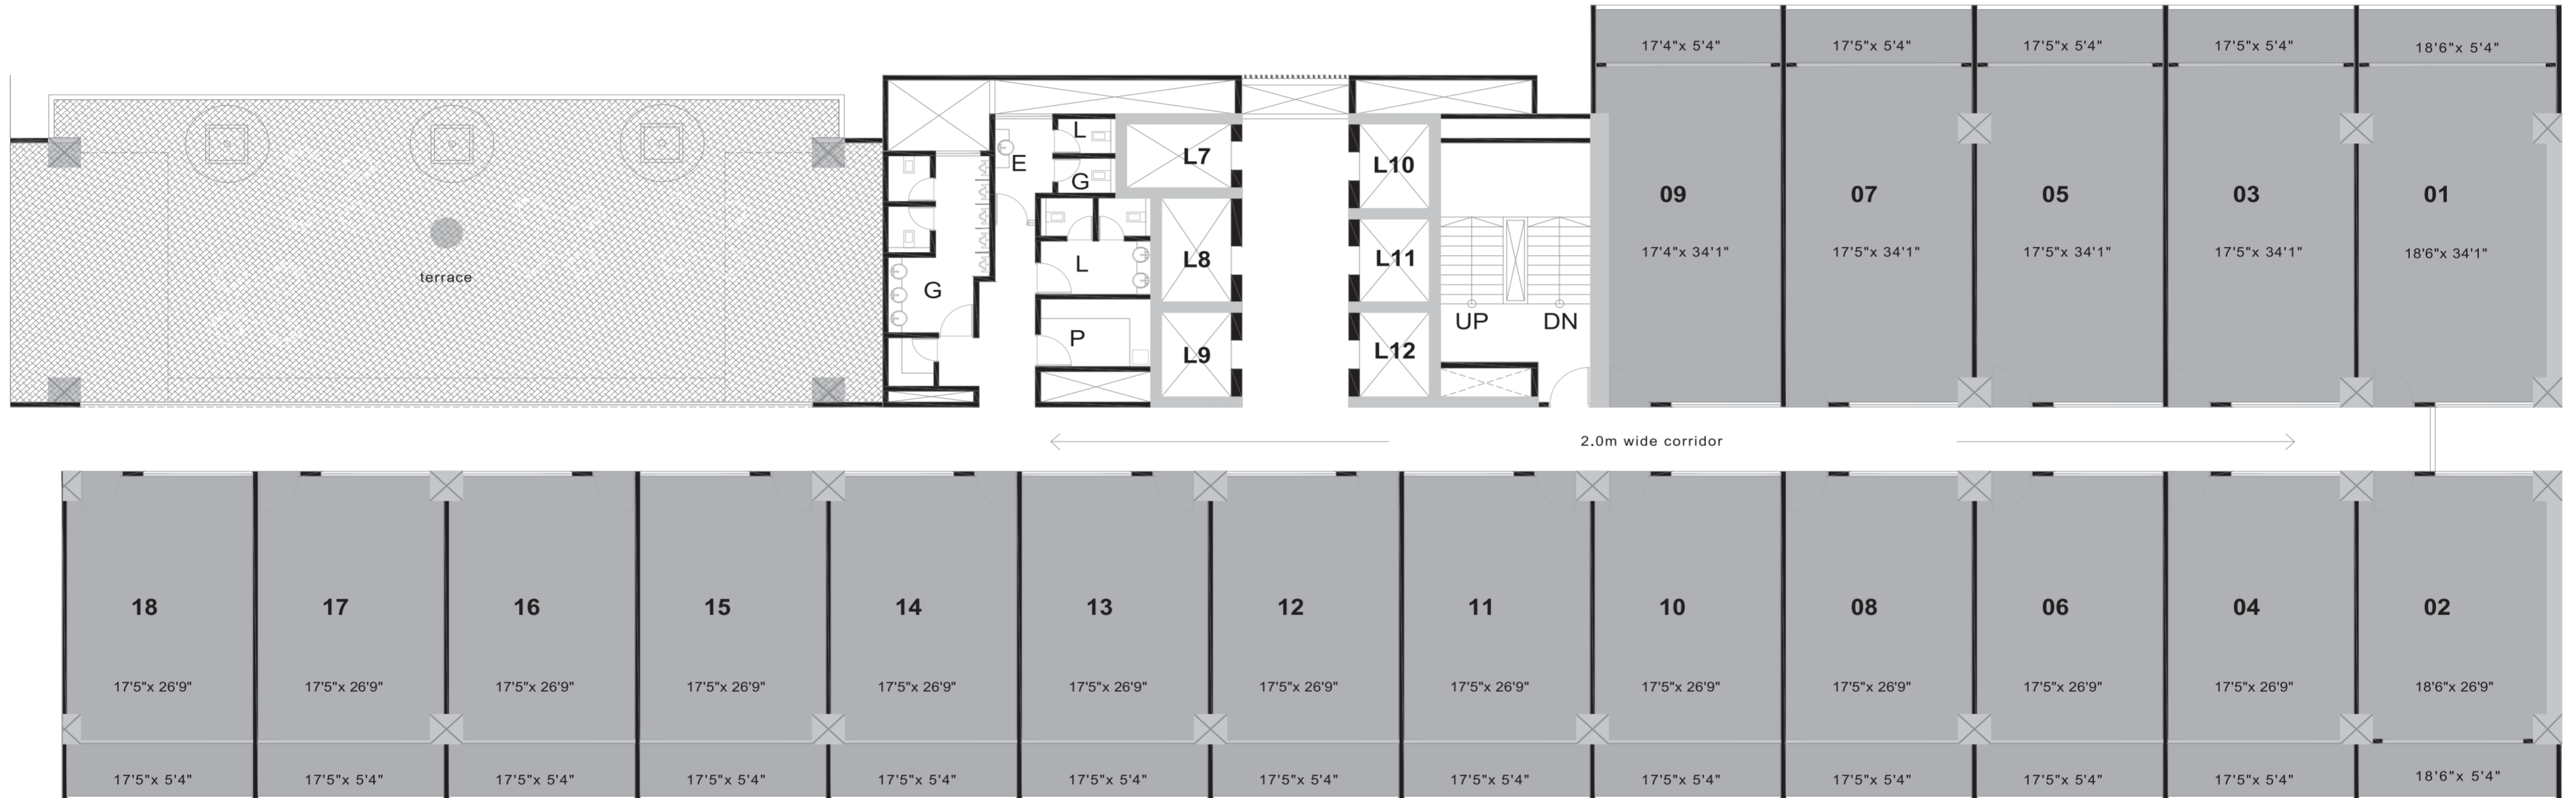 17'4"x 5'4"
17'5"x 5'4"
17'5"x 5'4"
17'5"x 5'4"
18'6"x 5'4"
L
E
G
L7
L10
09
07
05
03
01
terrace
G
L
L8
L11
17'4"x 34'1"
17'5"x 34'1"
17'5"x 34'1"
17'5"x 34'1"
18'6"x 34'1"
P
L9
L12
UP
DN
2.0m wide corridor
18
17
16
15
14
13
12
11
10
08
06
04
02
17'5"x 26'9"
17'5"x 26'9"
17'5"x 26'9"
17'5"x 26'9"
17'5"x 26'9"
17'5"x 26'9"
17'5"x 26'9"
17'5"x 26'9"
17'5"x 26'9"
17'5"x 26'9"
17'5"x 26'9"
17'5"x 26'9"
18'6"x 26'9"
17'5"x 5'4"
17'5"x 5'4"
17'5"x 5'4"
17'5"x 5'4"
17'5"x 5'4"
17'5"x 5'4"
17'5"x 5'4"
17'5"x 5'4"
17'5"x 5'4"
17'5"x 5'4"
17'5"x 5'4"
17'5"x 5'4"
18'6"x 5'4"